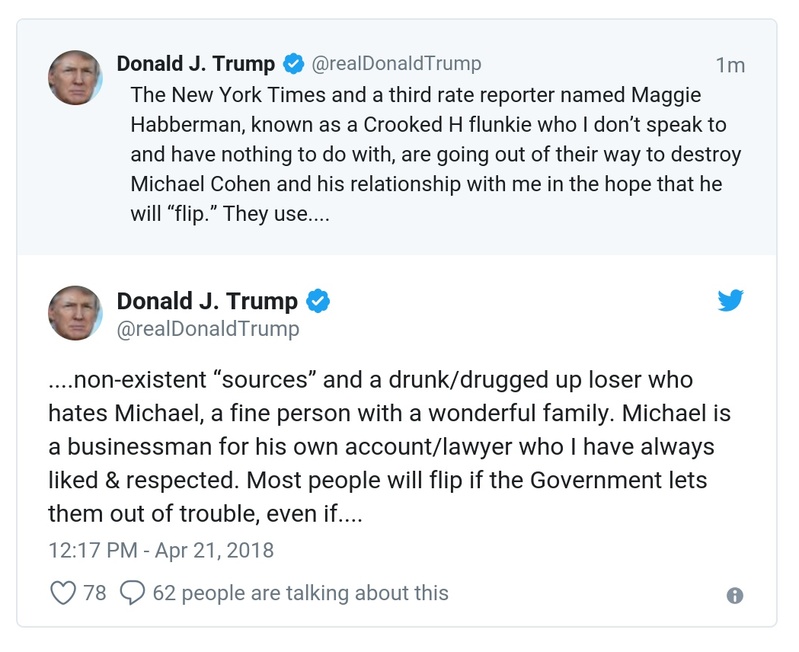 Donald J. Trump @realDonaldTrump 1m
The New York Times and a third rate reporter named Maggie
Habberman, known as a Crooked H flunkie who I don’t speak to
and have nothing to do with, are going out of their way to destroy
Michael Cohen and his relationship with me in the hope that he
will “flip.” They use....
Donald J. Trump
@realDonaldTrump
....non-existent “sources” and a drunk/drugged up loser who
hates Michael, a fine person with a wonderful family. Michael is
a businessman for his own account/lawyer who I have always
liked & respected. Most people will flip if the Government lets
them out of trouble, even if....
12:17 PM - Apr 21, 2018
78 62 people are talking about this